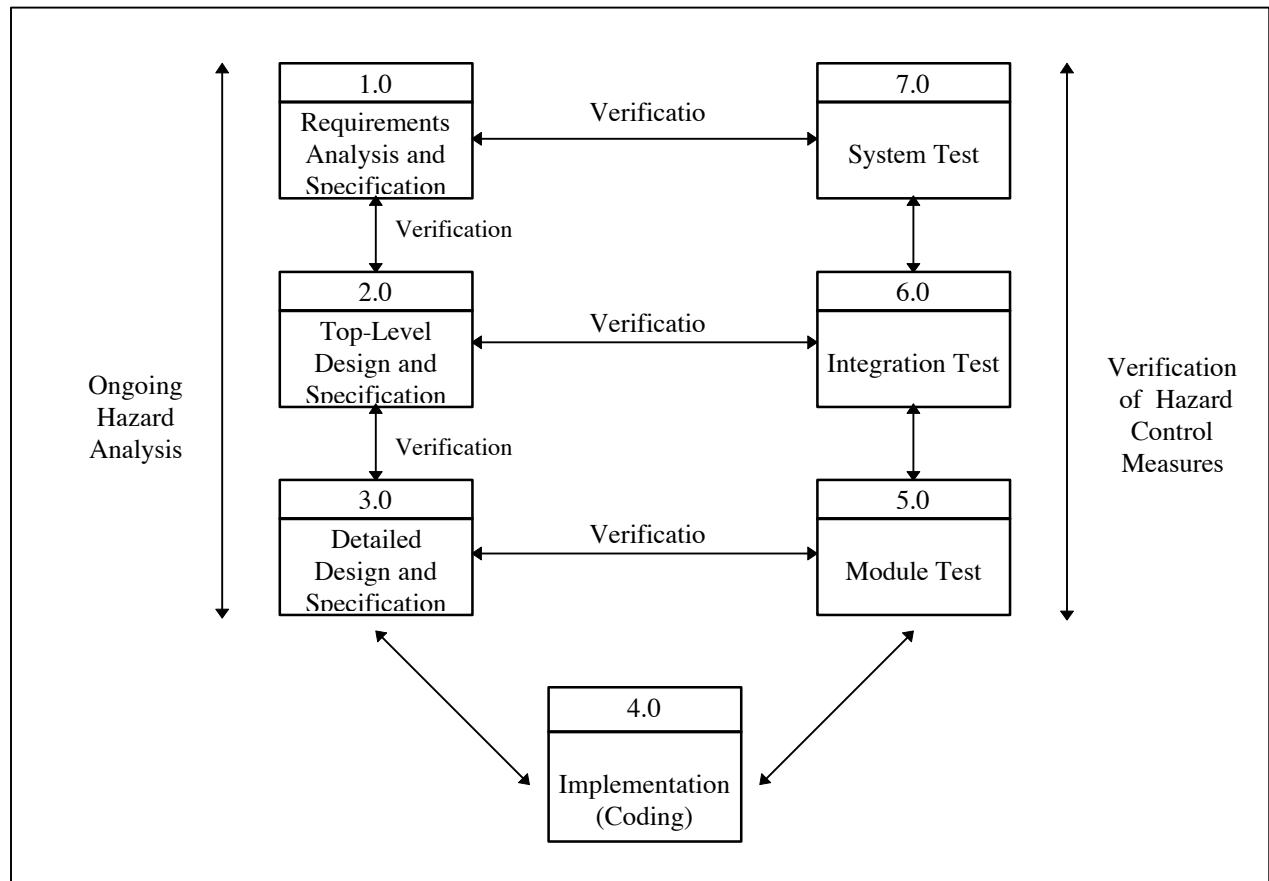 1.0
Requirements
Analysis and
Specification
Verificatio
7.0
System Test
Verification
2.0
Top-Level
Design and
Specification
Verificatio
6.0
Integration Test
Ongoing
Hazard
Analysis
Verification
of Hazard
Control
Measures
Verification
3.0
Detailed
Design and
Specification
Verificatio
5.0
Module Test
4.0
Implementation
(Coding)